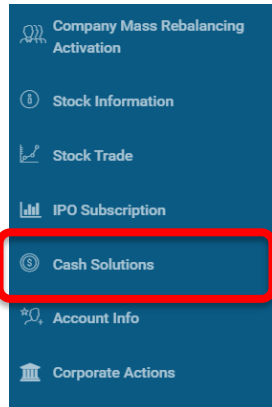 Company Mass Rebalancing
Activation
Stock Information
Stock Trade
IPO Subscription
Cash Solutions
Account Info
Corporate Actions